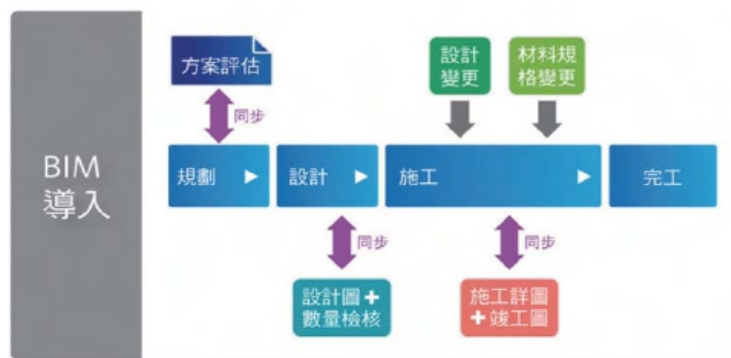 BIM
導入
方案評估
同步
設計
變更
材料規
格變更
規劃
設計
施工
完工
同步
設計圖+
數量檢核
同步
施工詳圖
+竣工圖